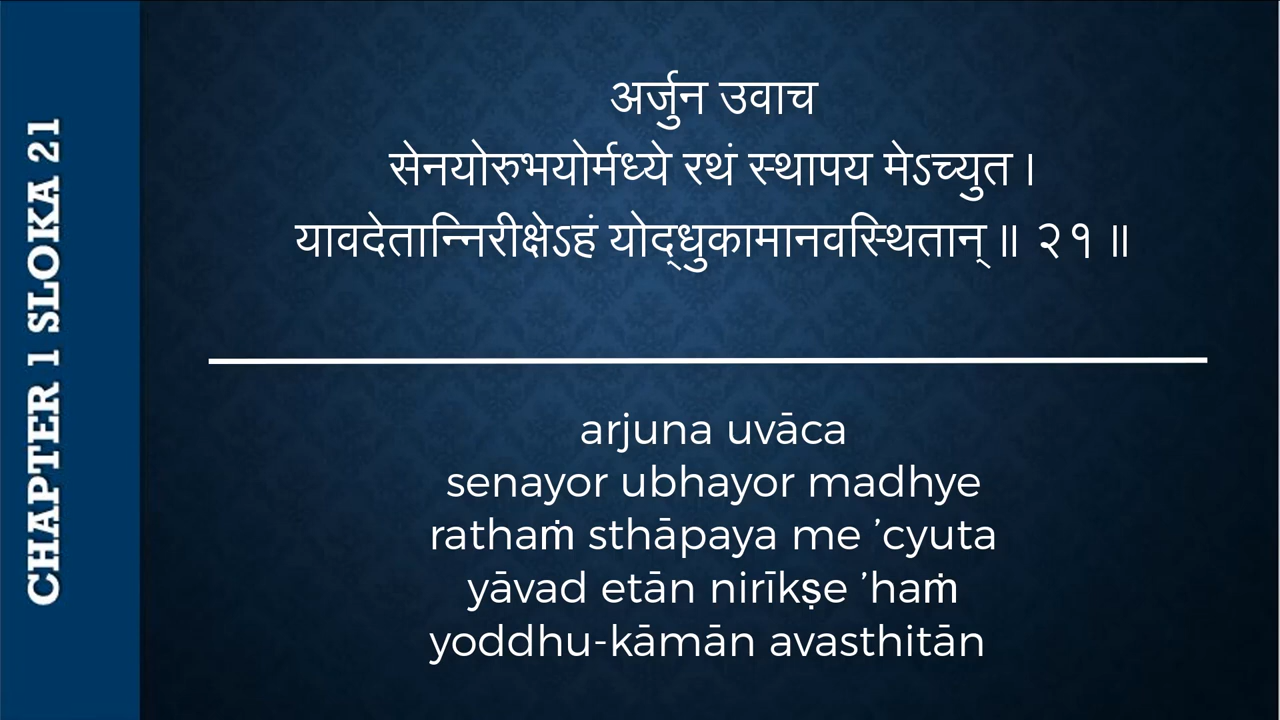 CHAPTER 1 SLOKA 21
अर्जुन उवाच
सेनयोरुभयोर्मध्ये रथं स्थापय मेऽच्युत ।
यावदेतान्निरीक्षेऽहं योद्‍धुकामानवस्थितान् ॥ २१ ॥
arjuna uvāca
senayor ubhayor madhye
rathaṁ sthāpaya me ’cyuta
yāvad etān nirīkṣe ’haṁ
yoddhu-kāmān avasthitān